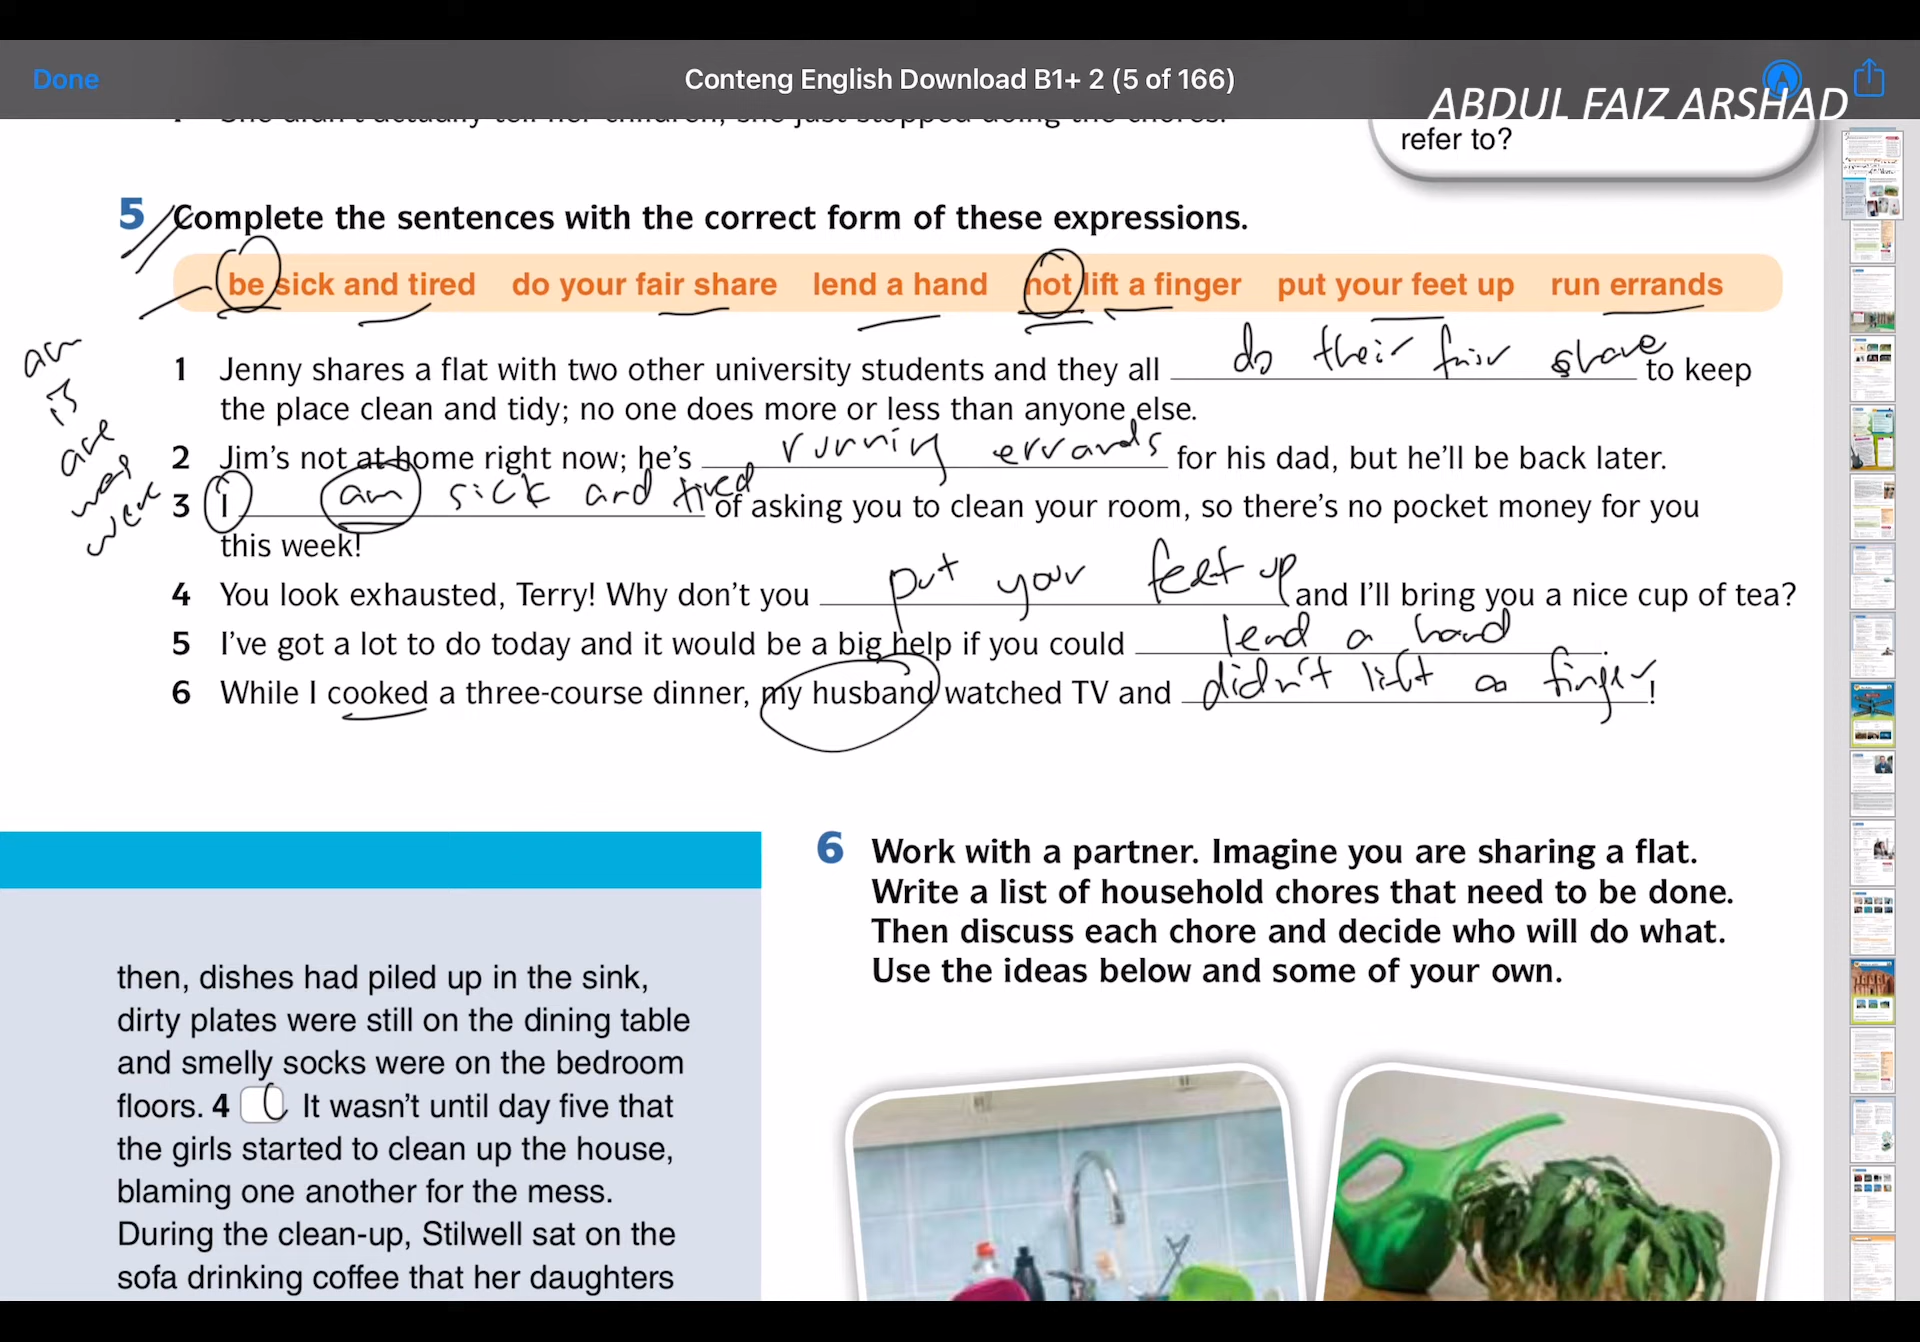 Done
Conteng English Download B1+ 2 (5 of 166)
ABDUL FAIZ ARSHAD
She didn't actually tell her children, she just stopped doing the chores.
refer to?
5 Complete the sentences with the correct form of these expressions.
be sick and tired do your fair share lend a hand not lift a finger put your feet up run errands
am
is
are
was
were
1 Jenny shares a flat with two other university students and they all do their fair share to keep
the place clean and tidy; no one does more or less than anyone else.
2 Jim's not at home right now; he's running errands for his dad, but he'll be back later.
3 I am sick and tired of asking you to clean your room, so there's no pocket money for you
this week!
4 You look exhausted, Terry! Why don't you put your feet up and I'll bring you a nice cup of tea?
5 I've got a lot to do today and it would be a big help if you could lend a hand.
6 While I cooked a three-course dinner, my husband watched TV and didn't lift a finger!
6 Work with a partner. Imagine you are sharing a flat.
Write a list of household chores that need to be done.
Then discuss each chore and decide who will do what.
Use the ideas below and some of your own.
then, dishes had piled up in the sink,
dirty plates were still on the dining table
and smelly socks were on the bedroom
floors. 4 It wasn't until day five that
the girls started to clean up the house,
blaming one another for the mess.
During the clean-up, Stilwell sat on the
sofa drinking coffee that her daughters